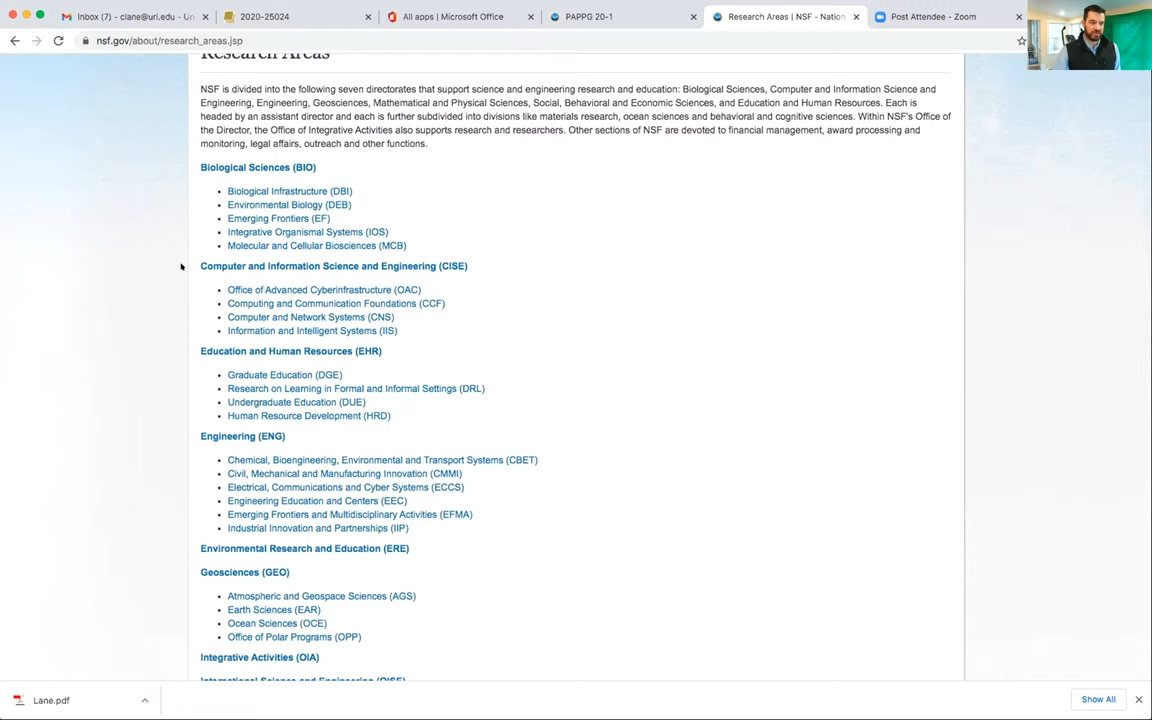 Inbox (7) - clane@uri.edu - Un
2020-25024
All apps | Microsoft Office
PAPPG 20-1
Research Areas | NSF - Nation
Post Attendee - Zoom
nsf.gov/about/research_areas.jsp
Research Areas
NSF is divided into the following seven directorates that support science and engineering research and education: Biological Sciences, Computer and Information Science and
Engineering, Engineering, Geosciences, Mathematical and Physical Sciences, Social, Behavioral and Economic Sciences, and Education and Human Resources. Each is
headed by an assistant director and each is further subdivided into divisions like materials research, ocean sciences and behavioral and cognitive sciences. Within NSF's Office of
the Director, the Office of Integrative Activities also supports research and researchers. Other sections of NSF are devoted to financial management, award processing and
monitoring, legal affairs, outreach and other functions.
Biological Sciences (BIO)
• Biological Infrastructure (DBI)
• Environmental Biology (DEB)
• Emerging Frontiers (EF)
• Integrative Organismal Systems (IOS)
• Molecular and Cellular Biosciences (MCB)
Computer and Information Science and Engineering (CISE)
• Office of Advanced Cyberinfrastructure (OAC)
• Computing and Communication Foundations (CCF)
• Computer and Network Systems (CNS)
• Information and Intelligent Systems (IIS)
Education and Human Resources (EHR)
• Graduate Education (DGE)
• Research on Learning in Formal and Informal Settings (DRL)
• Undergraduate Education (DUE)
• Human Resource Development (HRD)
Engineering (ENG)
• Chemical, Bioengineering, Environmental and Transport Systems (CBET)
• Civil, Mechanical and Manufacturing Innovation (CMMI)
• Electrical, Communications and Cyber Systems (ECCS)
• Engineering Education and Centers (EEC)
• Emerging Frontiers and Multidisciplinary Activities (EFMA)
• Industrial Innovation and Partnerships (IIP)
Environmental Research and Education (ERE)
Geosciences (GEO)
• Atmospheric and Geospace Sciences (AGS)
• Earth Sciences (EAR)
• Ocean Sciences (OCE)
• Office of Polar Programs (OPP)
Integrative Activities (OIA)
International Science and Engineering (OISE)
Lane.pdf
Show All